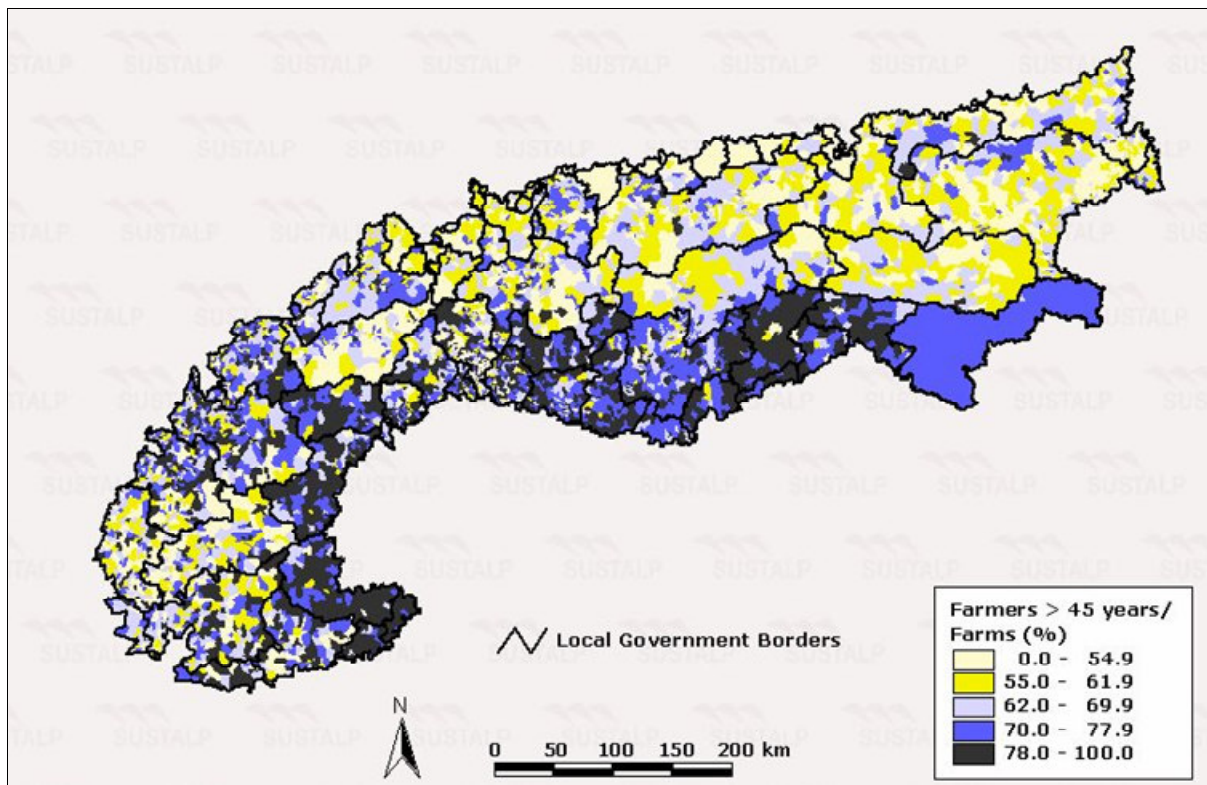 SUSTALP
Local Government Borders
N
0 50 100 150 200 km
Farmers > 45 years/
Farms (%)
0.0 - 54.9
55.0 - 61.9
62.0 - 69.9
70.0 - 77.9
78.0 - 100.0